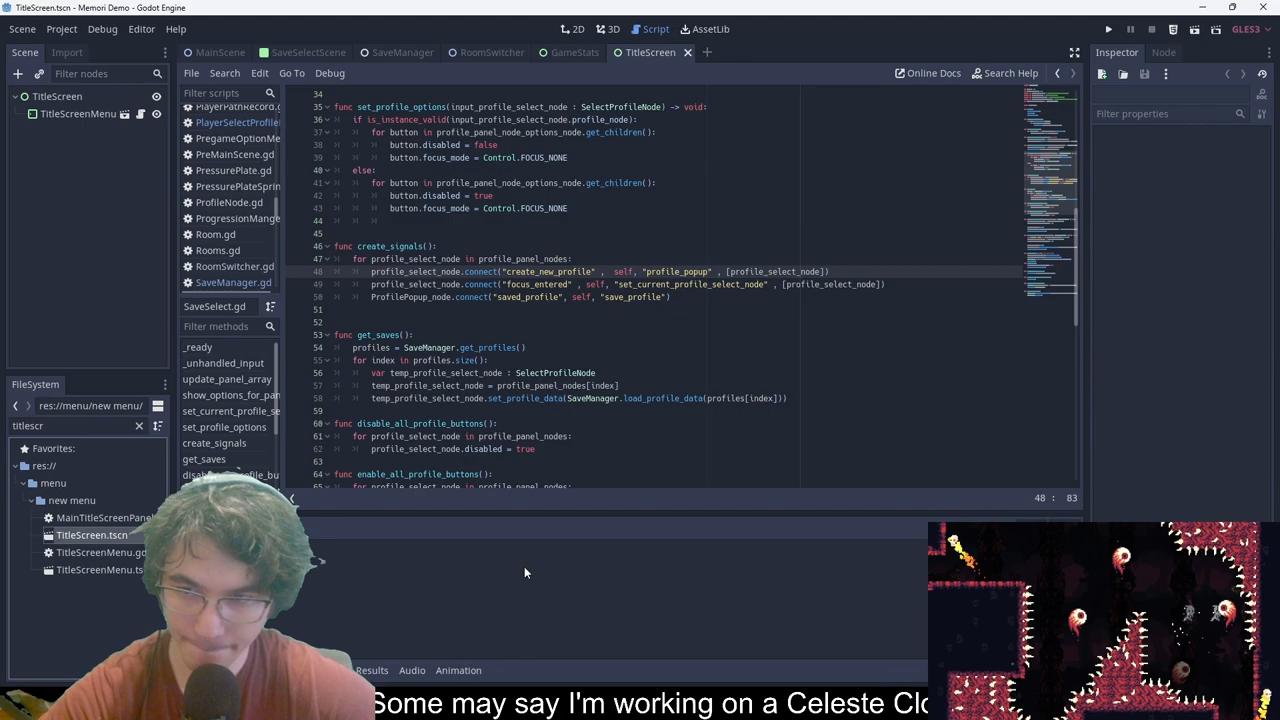 TitleScreen.tscn - Memori Demo - Godot Engine
Scene Project Debug Editor Help
2D 3D Script AssetLib
GLES3
Scene Import
MainScene SaveSelectScene SaveManager RoomSwitcher GameStats TitleScreen
Inspector Node
Filter nodes
File Search Edit Go To Debug
Online Docs Search Help
TitleScreen
TitleScreenMenu
Filter scripts
Filter properties
PlayerPathRecord.g
PlayerSelectProfile
PregameOptionMe
PreMainScene.gd
PressurePlate.gd
PressurePlateSprin
ProfileNode.gd
ProgressionMange
Room.gd
Rooms.gd
RoomSwitcher.gd
SaveManager.gd
SaveSelect.gd
Filter methods
_ready
_unhandled_input
update_panel_array
show_options_for_pan
set_current_profile_se
set_profile_options
create_signals
get_saves
34
35 func set_profile_options(input_profile_select_node : SelectProfileNode) -> void:
36 if is_instance_valid(input_profile_select_node.profile_node):
37 for button in profile_panel_node_options_node.get_children():
38 button.disabled = false
39 button.focus_mode = Control.FOCUS_NONE
40 else:
41 for button in profile_panel_node_options_node.get_children():
42 button.disabled = true
43 button.focus_mode = Control.FOCUS_NONE
44
45
46 func create_signals():
47 for profile_select_node in profile_panel_nodes:
48 profile_select_node.connect("create_new_profile" , self, "profile_popup" , [profile_select_node])
49 profile_select_node.connect("focus_entered" , self, "set_current_profile_select_node" , [profile_select_node])
50 ProfilePopup_node.connect("saved_profile", self, "save_profile")
51
52
53 func get_saves():
54 profiles = SaveManager.get_profiles()
55 for index in profiles.size():
56 var temp_profile_select_node : SelectProfileNode
57 temp_profile_select_node = profile_panel_nodes[index]
58 temp_profile_select_node.set_profile_data(SaveManager.load_profile_data(profiles[index]))
59
60 func disable_all_profile_buttons():
61 for profile_select_node in profile_panel_nodes:
62 profile_select_node.disabled = true
63
64 func enable_all_profile_buttons():
65 for profile_select_node in profile_panel_nodes:
48 : 83
FileSystem
res://menu/new menu/
titlescr
Favorites:
res://
menu
new menu
MainTitleScreenPanel
TitleScreen.tscn
TitleScreenMenu.gd
TitleScreenMenu.ts
Results Audio Animation
Some may say I'm working on a Celeste Clo